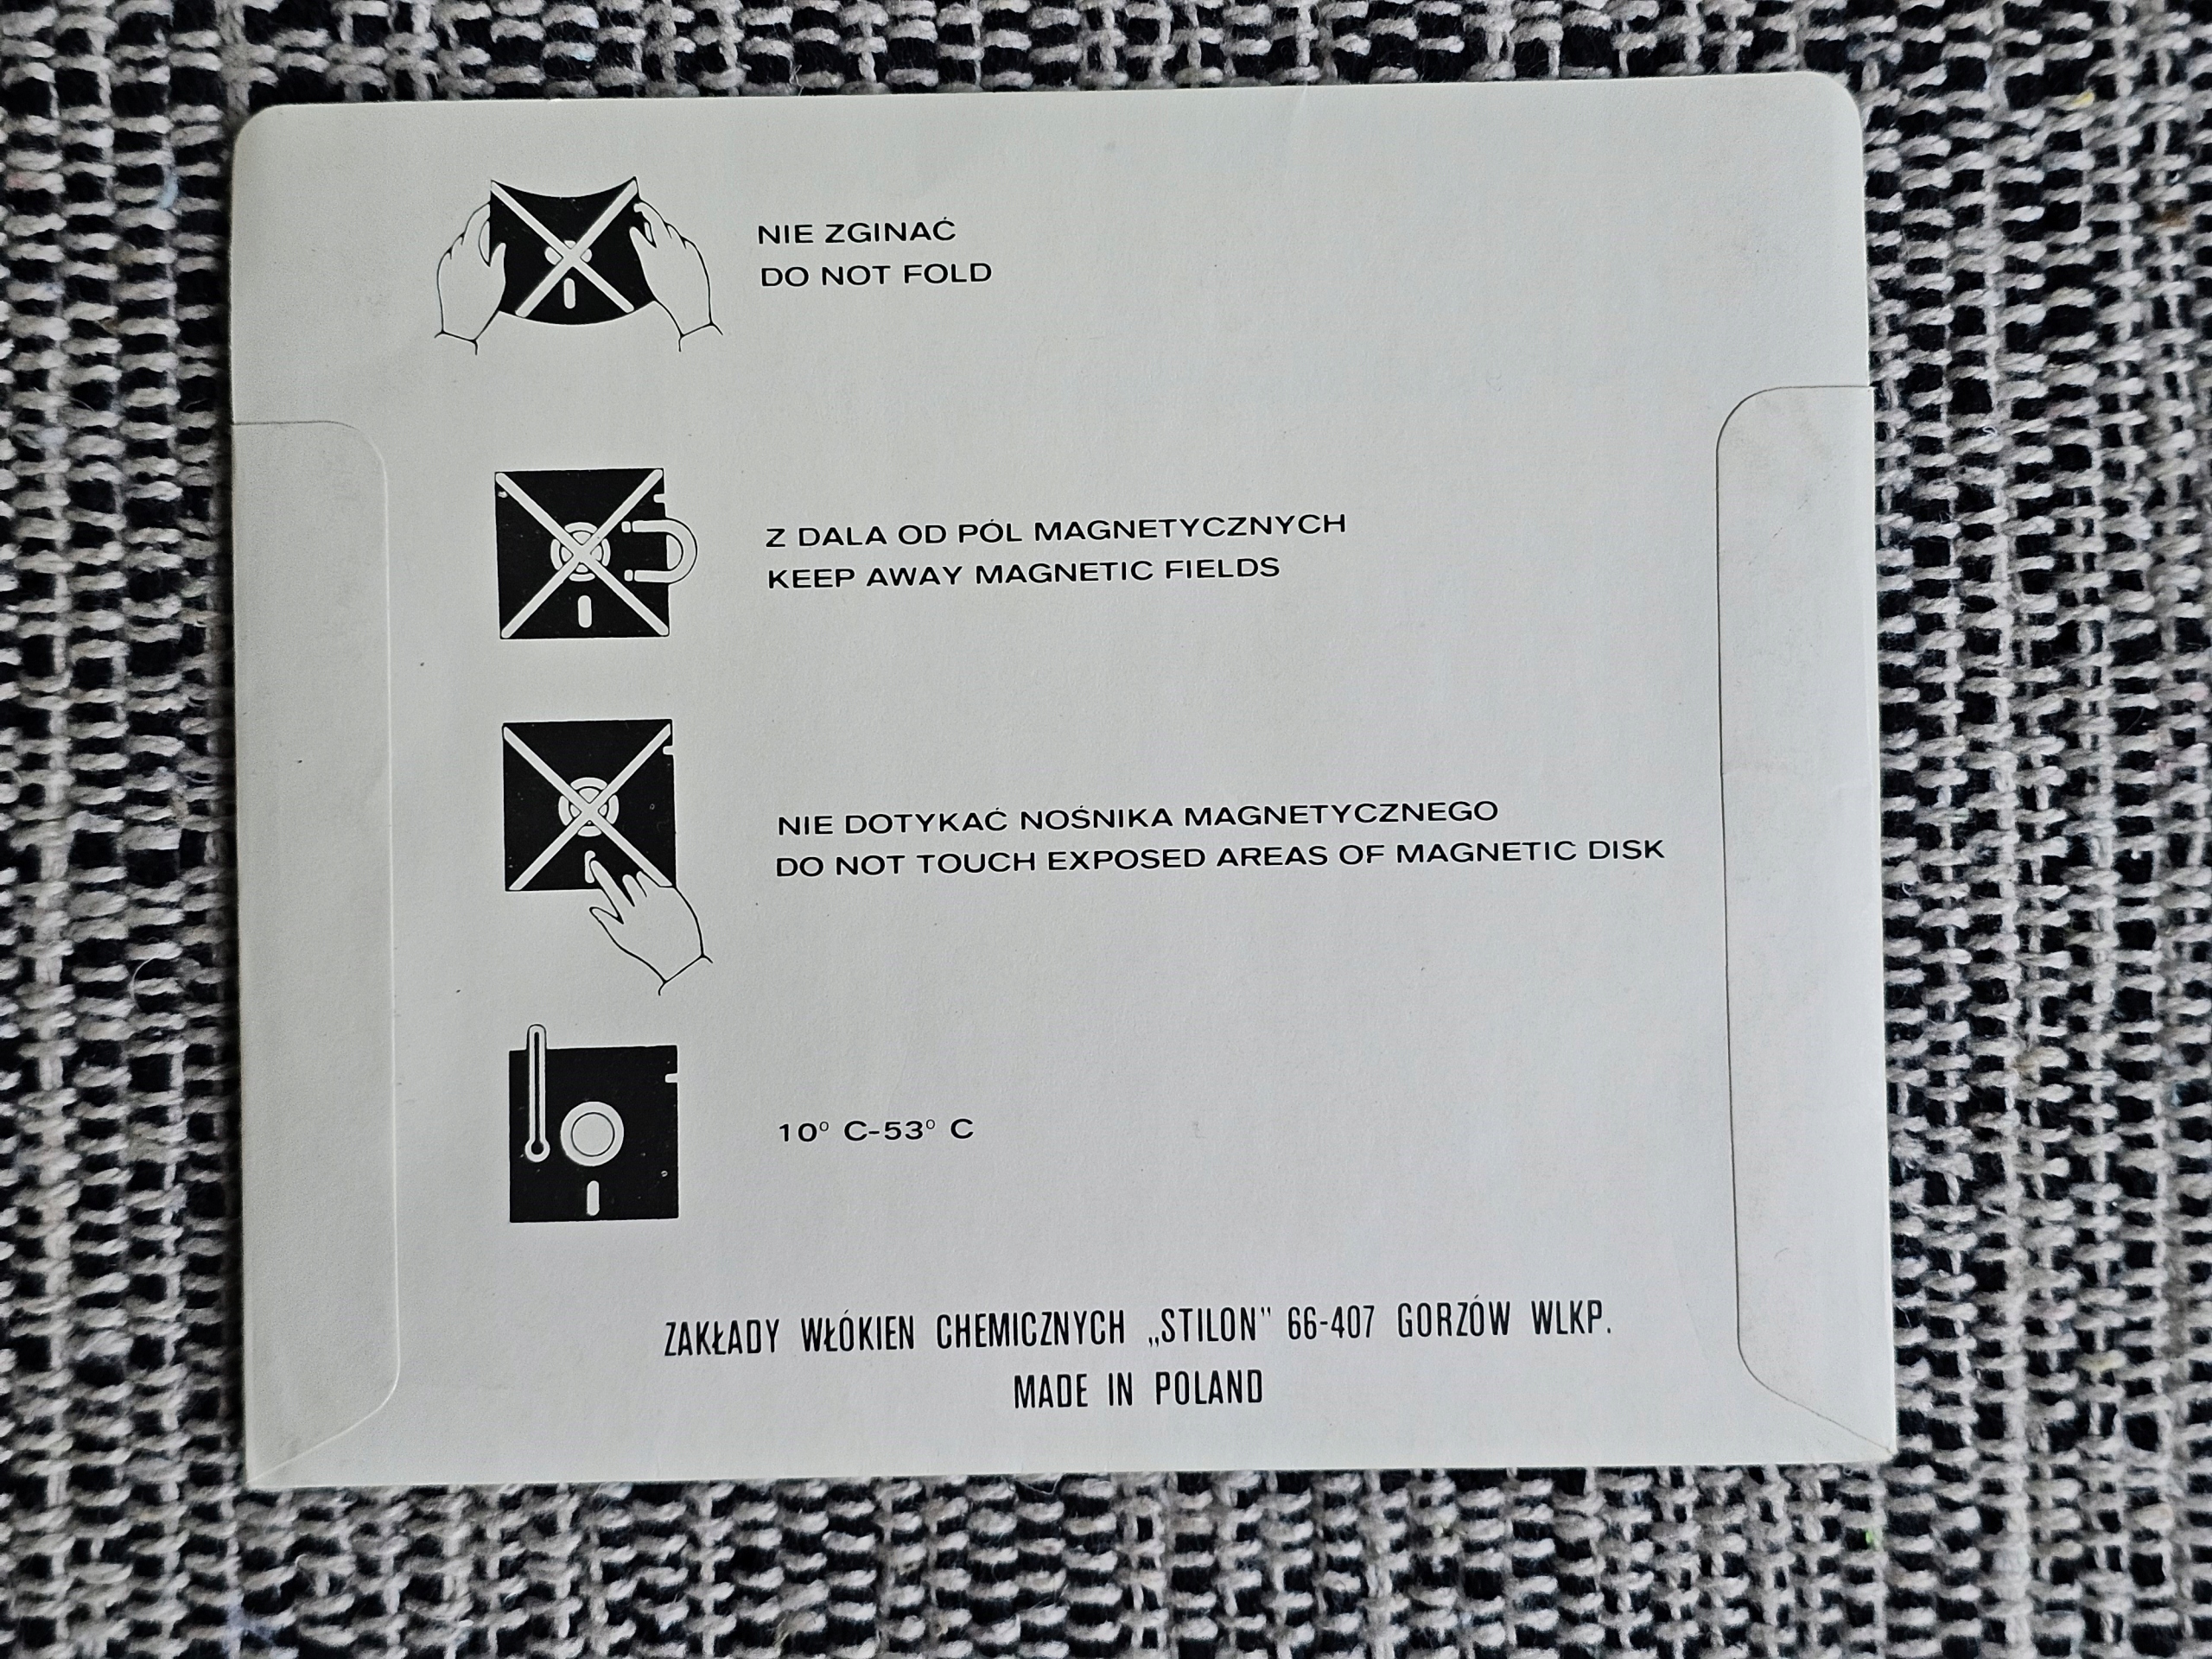 NIE ZGINAĆ
DO NOT FOLD
Z DALA OD PÓL MAGNETYCZNYCH
KEEP AWAY MAGNETIC FIELDS
NIE DOTYKAĆ NOŚNIKA MAGNETYCZNEGO
DO NOT TOUCH EXPOSED AREAS OF MAGNETIC DISK
10° C-53° C
ZAKŁADY WŁÓKIEN CHEMICZNYCH „STILON" 66-407 GORZÓW WLKP.
MADE IN POLAND